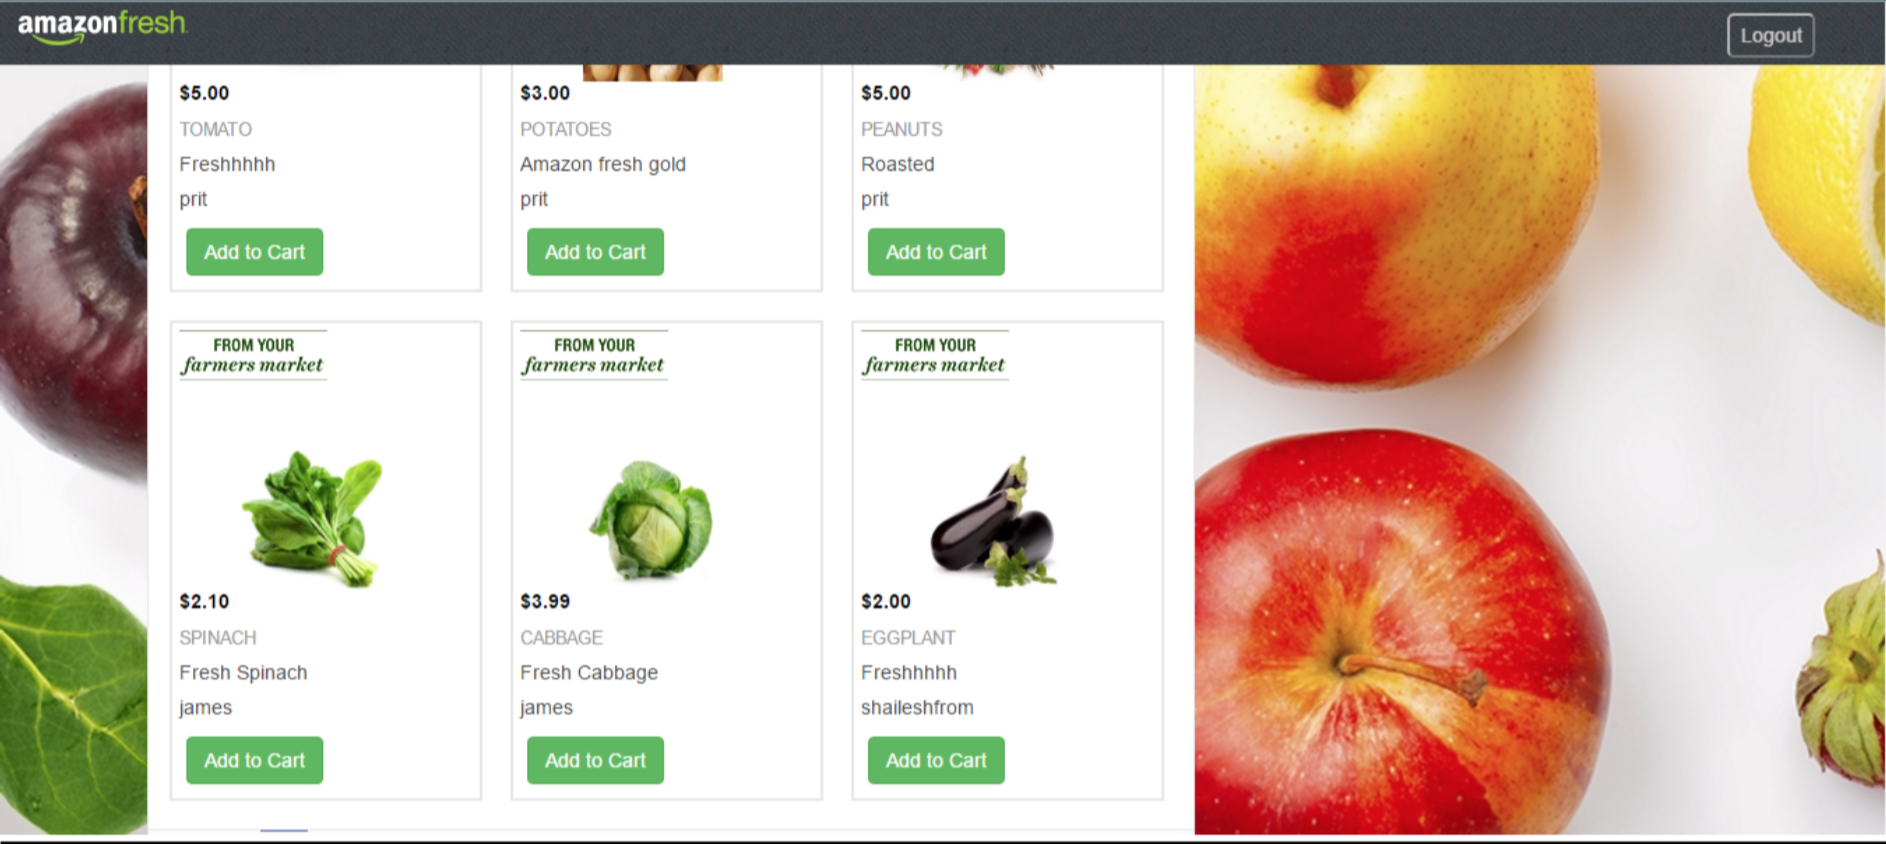 amazonfresh
Logout
$5.00
TOMATO
Freshhhhh
prit
Add to Cart
$3.00
POTATOES
Amazon fresh gold
prit
Add to Cart
$5.00
PEANUTS
Roasted
prit
Add to Cart
FROM YOUR
farmers market
$2.10
SPINACH
Fresh Spinach
james
Add to Cart
FROM YOUR
farmers market
$3.99
CABBAGE
Fresh Cabbage
james
Add to Cart
FROM YOUR
farmers market
$2.00
EGGPLANT
Freshhhhh
shaileshfrom
Add to Cart